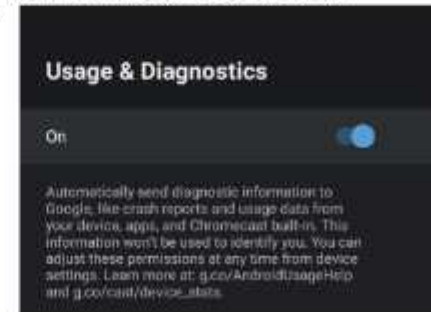 Usage & Diagnostics
On
Automatically send diagnostic information to
Google, like crash reports and usage data from
your device, apps, and Chromecast built-in. This
information won't be used to identify you. You can
adjust these permissions at any time from device
settings. Learn more at: g.co/AndroidUsageHelp
and g.co/cast/device_stats.